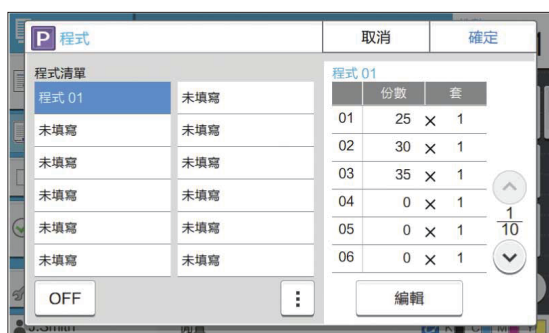 P 程式
取消
確定
程式清單
程式 01
未填寫
未填寫
未填寫
未填寫
未填寫
未填寫
未填寫
未填寫
未填寫
未填寫
未填寫
OFF
程式 01
份數 套
01 25 × 1
02 30 × 1
03 35 × 1
04 0 × 1
05 0 × 1
06 0 × 1
1
10
編輯
J.Smith
K C M Y